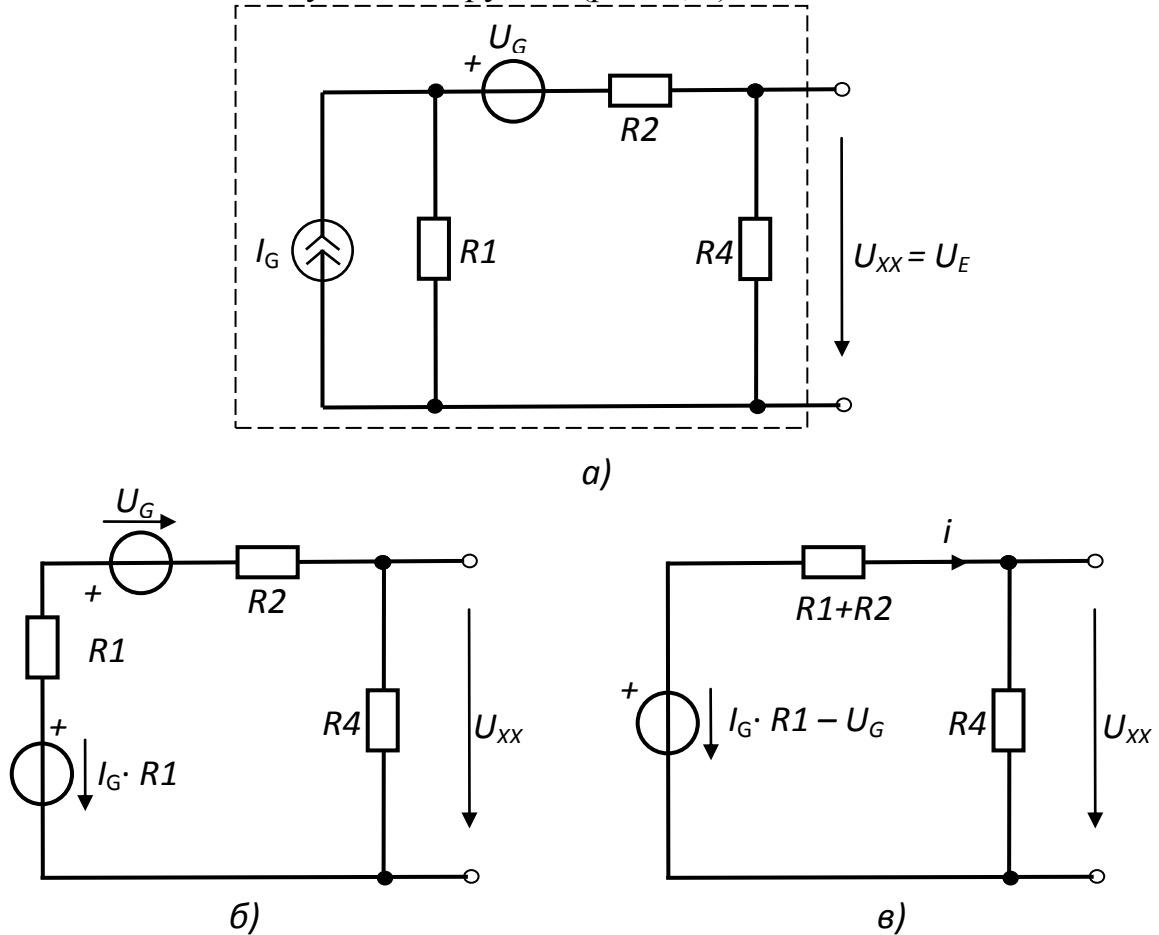 U_G
+
R2
I_G
R1
R4
U_XX = U_E
а)
U_G
+
R2
R1
+
I_G· R1
R4
U_XX
б)
i
R1+R2
+
I_G· R1 – U_G
R4
U_XX
в)